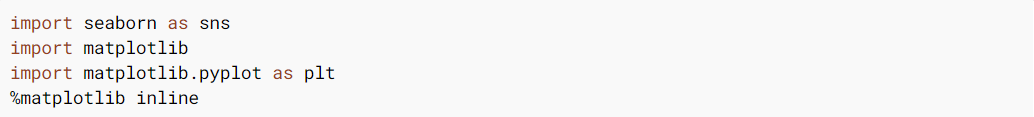 import seaborn as sns
import matplotlib
import matplotlib.pyplot as plt
%matplotlib inline